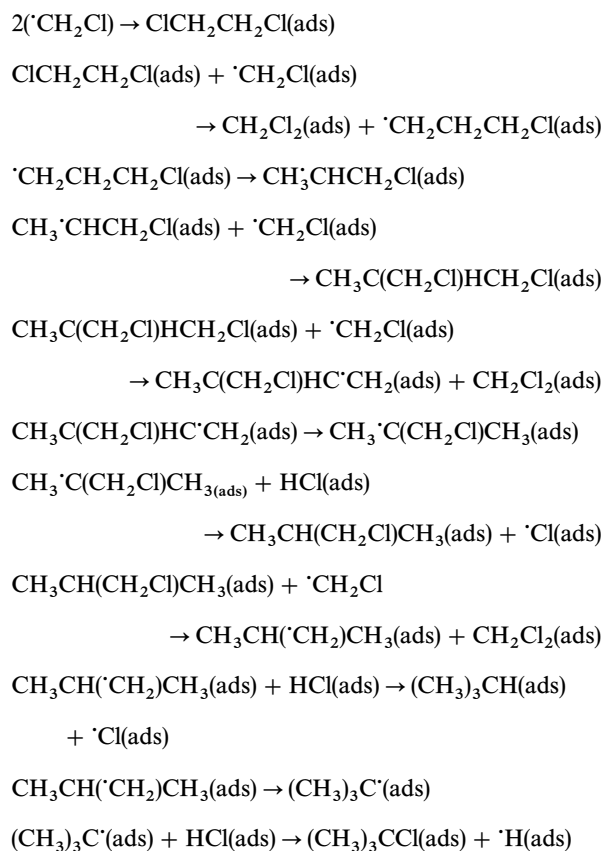 2(˙CH₂Cl) → ClCH₂CH₂Cl(ads)
ClCH₂CH₂Cl(ads) + ˙CH₂Cl(ads)
→ CH₂Cl₂(ads) + ˙CH₂CH₂CH₂Cl(ads)
˙CH₂CH₂CH₂Cl(ads) → CH₃˙CHCH₂Cl(ads)
CH₃˙CHCH₂Cl(ads) + ˙CH₂Cl(ads)
→ CH₃C(CH₂Cl)HCH₂Cl(ads)
CH₃C(CH₂Cl)HCH₂Cl(ads) + ˙CH₂Cl(ads)
→ CH₃C(CH₂Cl)HC˙CH₂(ads) + CH₂Cl₂(ads)
CH₃C(CH₂Cl)HC˙CH₂(ads) → CH₃˙C(CH₂Cl)CH₃(ads)
CH₃˙C(CH₂Cl)CH₃₍ₐdₛ₎ + HCl(ads)
→ CH₃CH(CH₂Cl)CH₃(ads) + ˙Cl(ads)
CH₃CH(CH₂Cl)CH₃(ads) + ˙CH₂Cl
→ CH₃CH(˙CH₂)CH₃(ads) + CH₂Cl₂(ads)
CH₃CH(˙CH₂)CH₃(ads) + HCl(ads) → (CH₃)₃CH(ads)
+ ˙Cl(ads)
CH₃CH(˙CH₂)CH₃(ads) → (CH₃)₃C˙(ads)
(CH₃)₃C˙(ads) + HCl(ads) → (CH₃)₃CCl(ads) + ˙H(ads)